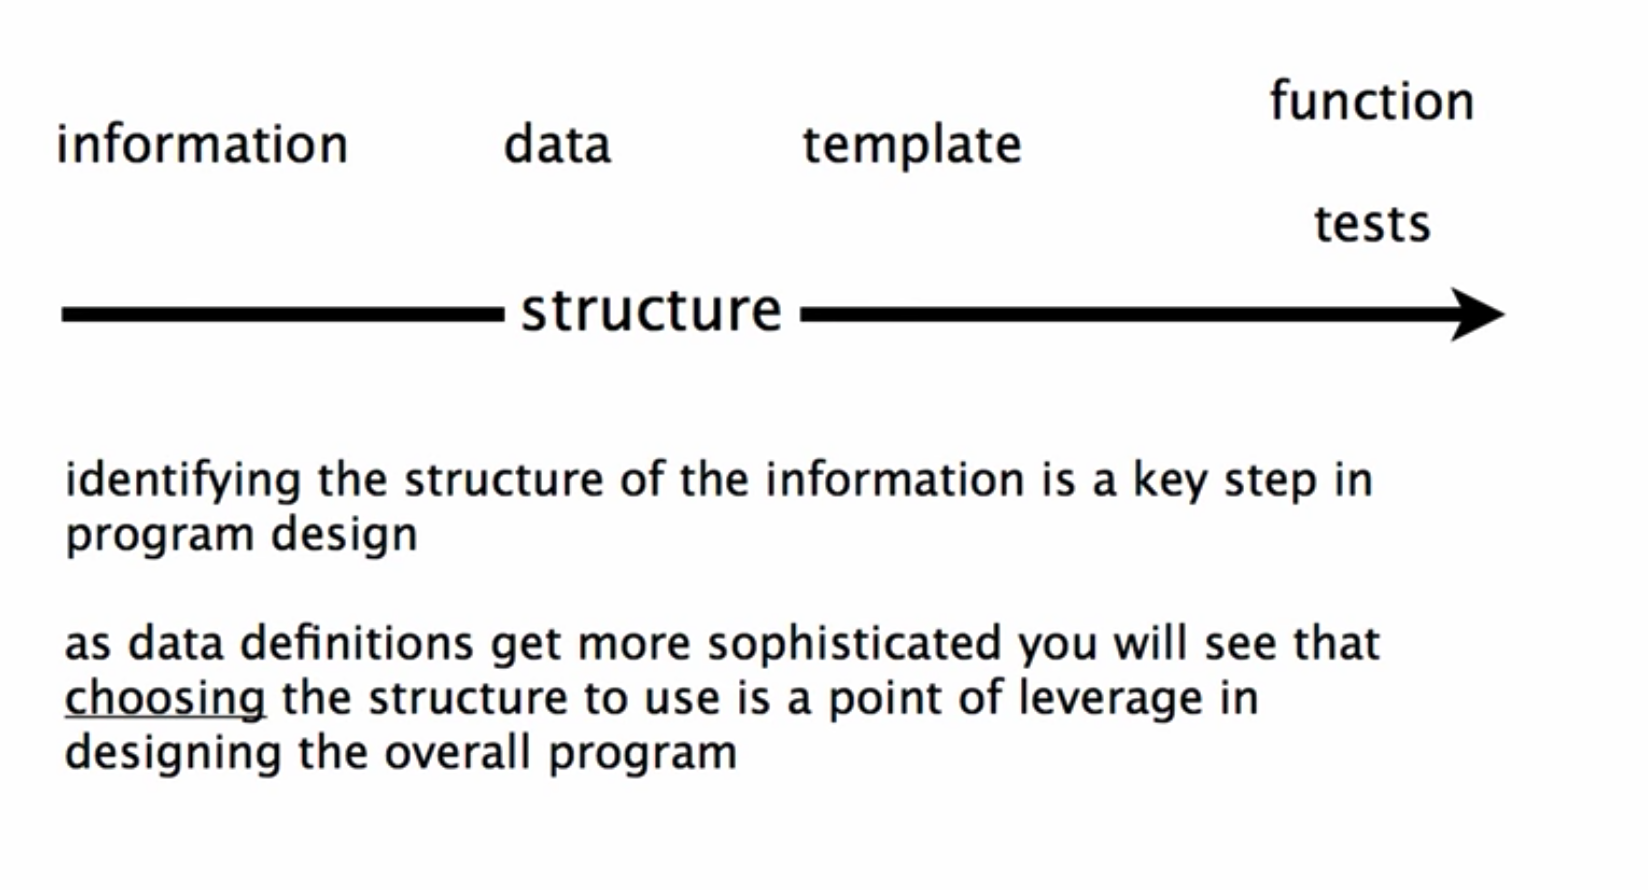 information data template function
tests
structure
identifying the structure of the information is a key step in
program design
as data definitions get more sophisticated you will see that
choosing the structure to use is a point of leverage in
designing the overall program